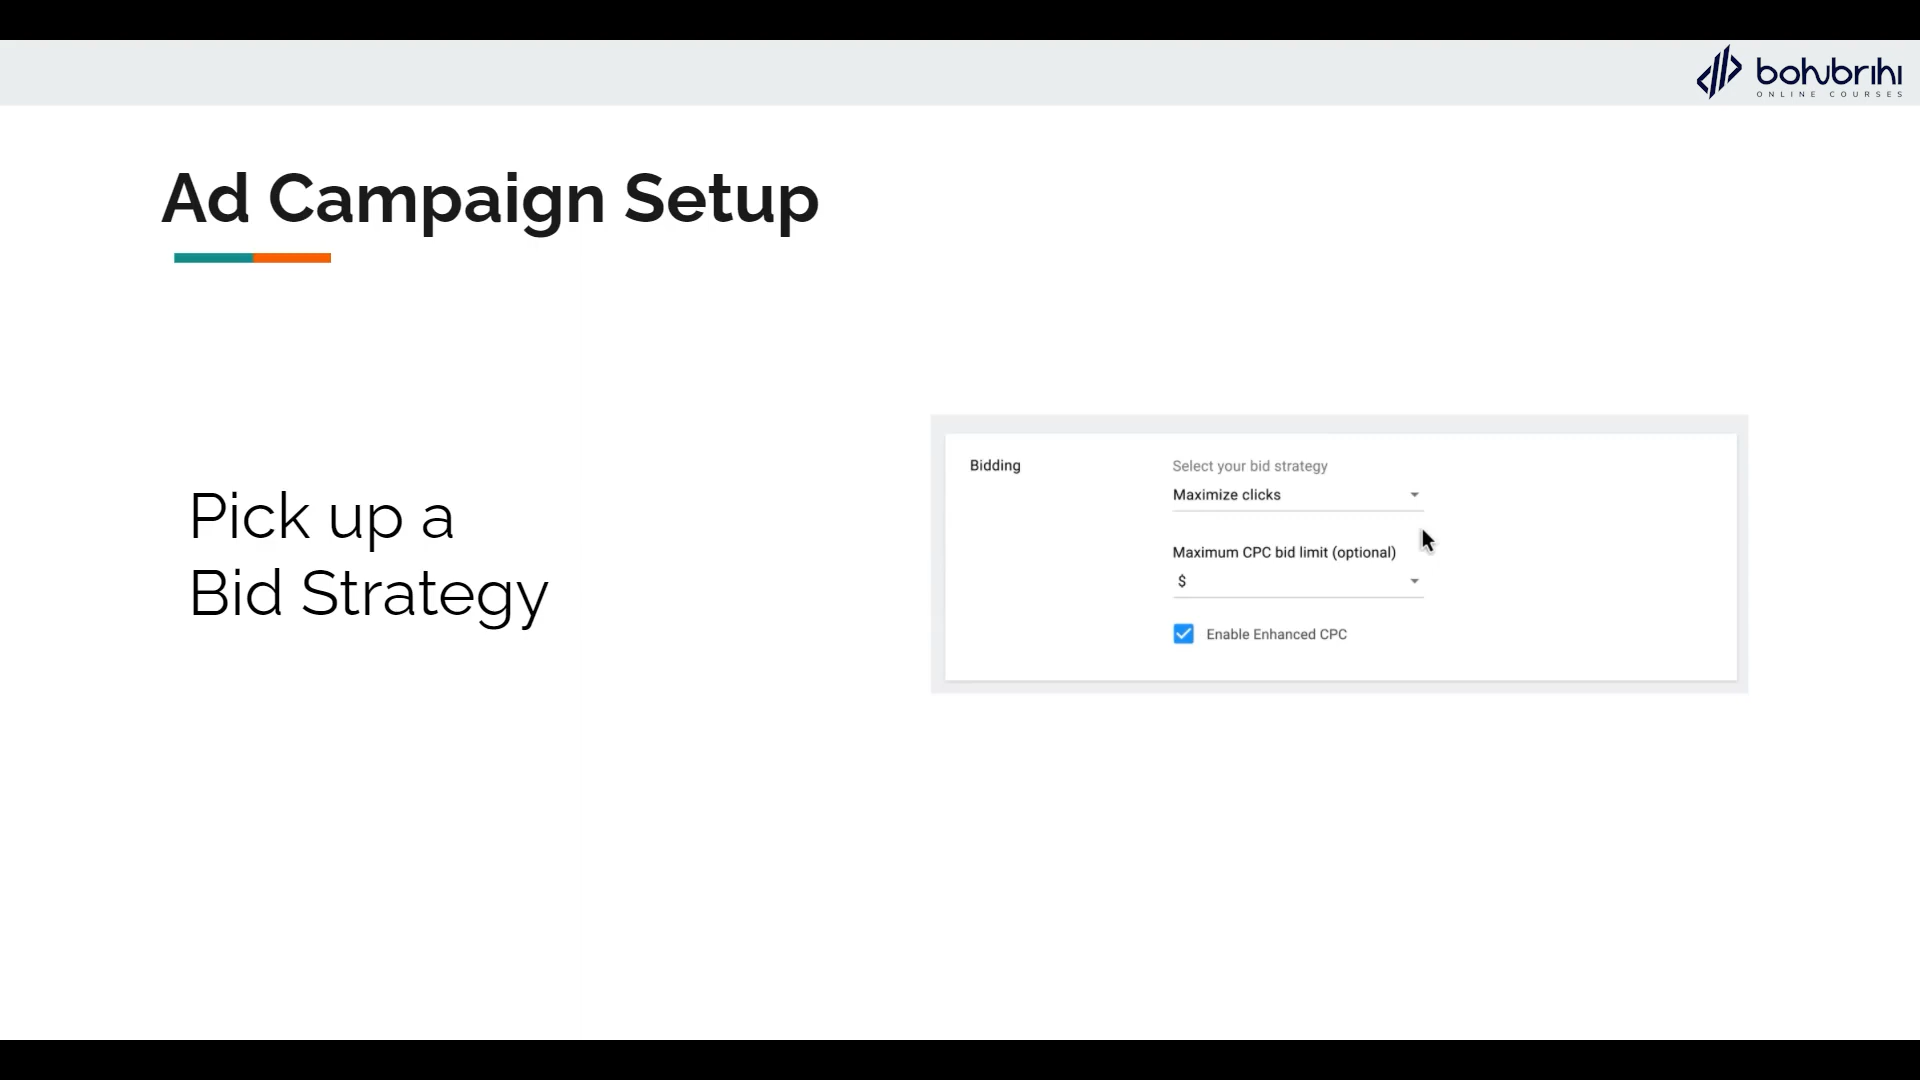 bohubrihi
ONLINE COURSES
Ad Campaign Setup
Pick up a
Bid Strategy
Bidding
Select your bid strategy
Maximize clicks
Maximum CPC bid limit (optional)
$
Enable Enhanced CPC